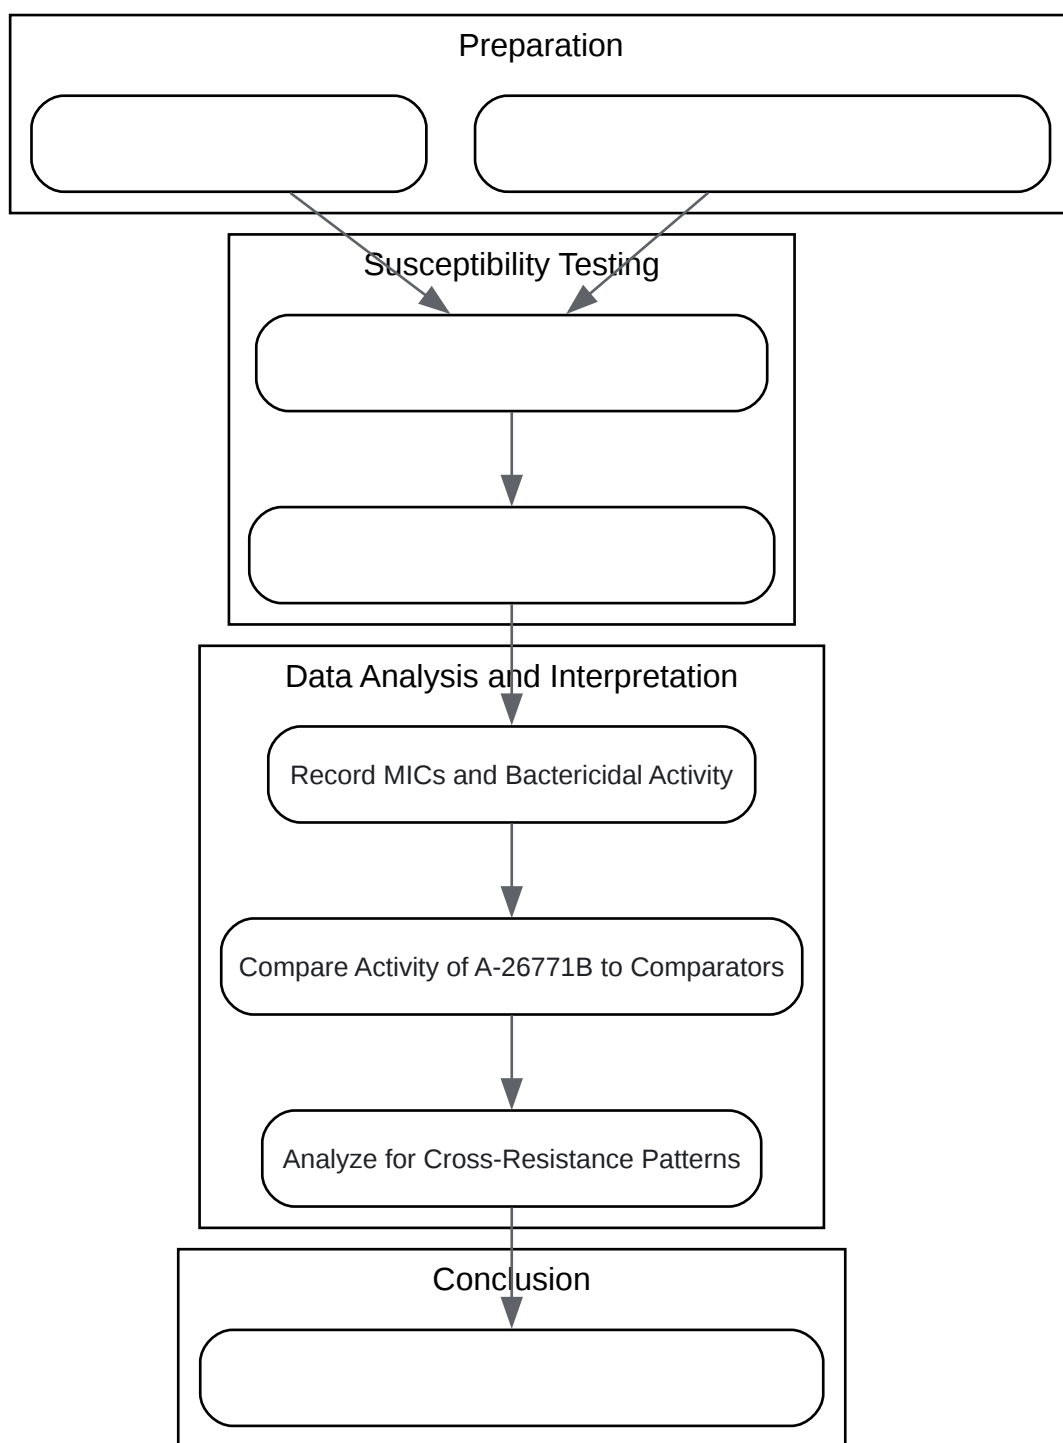 Preparation
Susceptibility Testing
Data Analysis and Interpretation
Record MICs and Bactericidal Activity
Compare Activity of A-26771B to Comparators
Analyze for Cross-Resistance Patterns
Conclusion